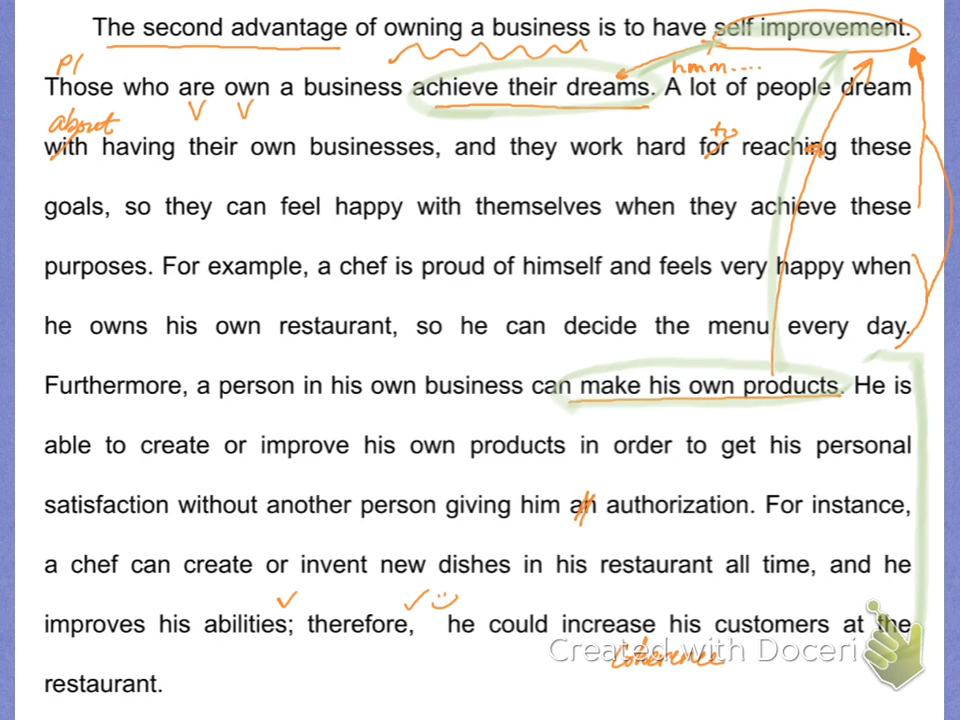 The second advantage of owning a business is to have self improvement.
pl
hmm....
Those who are own a business achieve their dreams. A lot of people dream
V V
about
to
with having their own businesses, and they work hard for reaching these
goals, so they can feel happy with themselves when they achieve these
purposes. For example, a chef is proud of himself and feels very happy when
he owns his own restaurant, so he can decide the menu every day.
Furthermore, a person in his own business can make his own products. He is
able to create or improve his own products in order to get his personal
satisfaction without another person giving him an authorization. For instance,
a chef can create or invent new dishes in his restaurant all time, and he
improves his abilities; therefore, he could increase his customers at the
Created with Doceri
coherence
restaurant.